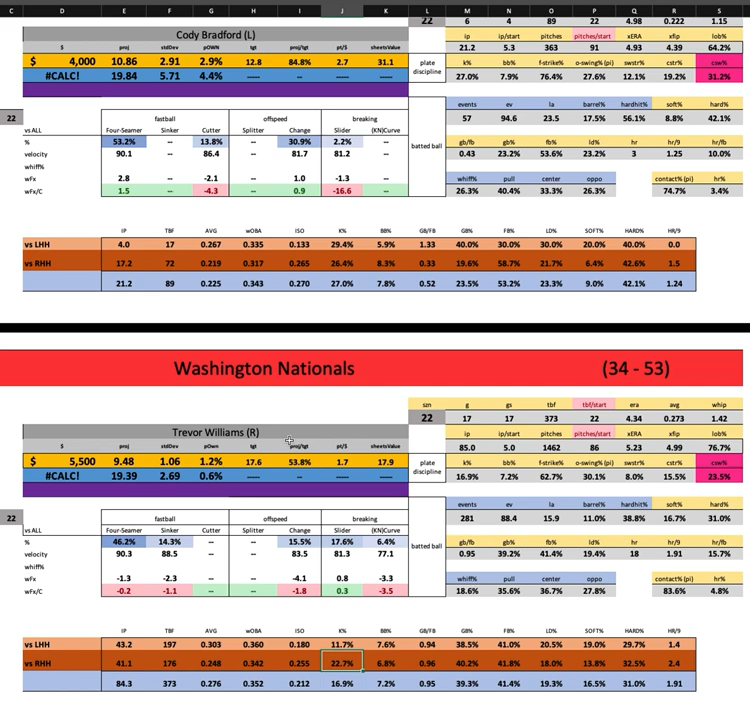 C D E F G H I J K L M N O P Q R S
22 6 4 89 22 4.98 0.222 1.15
Cody Bradford (L) ip ip/start pitches pitches/start xERA xfip lob%
$ proj stdDev pOWN tgt proj/tgt pt/$ sheetsValue 21.2 5.3 363 91 4.93 4.39 64.2%
$ 4,000 10.86 2.91 2.9% 12.8 84.8% 2.7 31.1 plate discipline k% bb% f-strike% o-swing% (pi) swstr% cstr% csw%
#CALC! 19.84 5.71 4.4% ---- -- ---- ---- 27.0% 7.9% 76.4% 27.6% 12.1% 19.2% 31.2%
22 fastball offspeed breaking batted ball events ev la barrel% hardhit% soft% hard%
vs ALL Four-Seamer Sinker Cutter Splitter Change Slider (KN)Curve 57 94.6 23.5 17.5% 56.1% 8.8% 42.1%
% 53.2% -- 13.8% -- 30.9% 2.2% --
velocity 90.1 -- 86.4 -- 81.7 81.2 -- gb/fb gb% fb% ld% hr hr/9 hr/fb
whiff% 0.43 23.2% 53.6% 23.2% 3 1.25 10.0%
wFx 2.8 -- -2.1 -- 1.0 -1.3 -- whiff% pull center oppo contact% (pi) hr%
wFx/C 1.5 -- -4.3 -- 0.9 -16.6 -- 26.3% 40.4% 33.3% 26.3% 74.7% 3.4%
IP TBF AVG wOBA ISO K% BB% GB/FB GB% FB% LD% SOFT% HARD% HR/9
vs LHH 4.0 17 0.267 0.335 0.133 29.4% 5.9% 1.33 40.0% 30.0% 30.0% 20.0% 40.0% 0.0
vs RHH 17.2 72 0.219 0.317 0.265 26.4% 8.3% 0.33 19.6% 58.7% 21.7% 6.4% 42.6% 1.5
21.2 89 0.225 0.343 0.270 27.0% 7.8% 0.52 23.5% 53.2% 23.3% 9.0% 42.1% 1.24
Washington Nationals (34 - 53)
szn g gs tbf tbf/start era avg whip
22 17 17 373 22 4.34 0.273 1.42
Trevor Williams (R) ip ip/start pitches pitches/start xERA xfip lob%
$ proj stdDev pOwn tgt proj/tgt pt/$ sheetsValue 85.0 5.0 1462 86 5.23 4.99 76.7%
$ 5,500 9.48 1.06 1.2% 17.6 53.8% 1.7 17.9 plate discipline k% bb% f-strike% o-swing% (pi) swstr% cstr% csw%
#CALC! 19.39 2.69 0.6% ---- -- ---- ---- 16.9% 7.2% 62.7% 30.1% 8.0% 15.5% 23.5%
22 fastball offspeed breaking batted ball events ev la barrel% hardhit% soft% hard%
vs ALL Four-Seamer Sinker Cutter Splitter Change Slider (KN)Curve 281 88.4 15.9 11.0% 38.8% 16.7% 31.0%
% 46.2% 14.3% -- -- 15.5% 17.6% 6.4%
velocity 90.3 88.5 -- -- 83.5 81.3 77.1 gb/fb gb% fb% ld% hr hr/9 hr/fb
whiff% 0.95 39.2% 41.4% 19.4% 18 1.91 15.7%
wFx -1.3 -2.3 -- -- -4.1 0.8 -3.3 whiff% pull center oppo contact% (pi) hr%
wFx/C -0.2 -1.1 -- -- -1.8 0.3 -3.5 18.6% 35.6% 36.7% 27.8% 83.6% 4.8%
IP TBF AVG wOBA ISO K% BB% GB/FB GB% FB% LD% SOFT% HARD% HR/9
vs LHH 43.2 197 0.303 0.360 0.180 11.7% 7.6% 0.94 38.5% 41.0% 20.5% 19.0% 29.7% 1.4
vs RHH 41.1 176 0.248 0.342 0.255 22.7% 6.8% 0.96 40.2% 41.8% 18.0% 13.8% 32.5% 2.4
84.3 373 0.276 0.352 0.212 16.9% 7.2% 0.95 39.3% 41.4% 19.3% 16.5% 31.0% 1.91